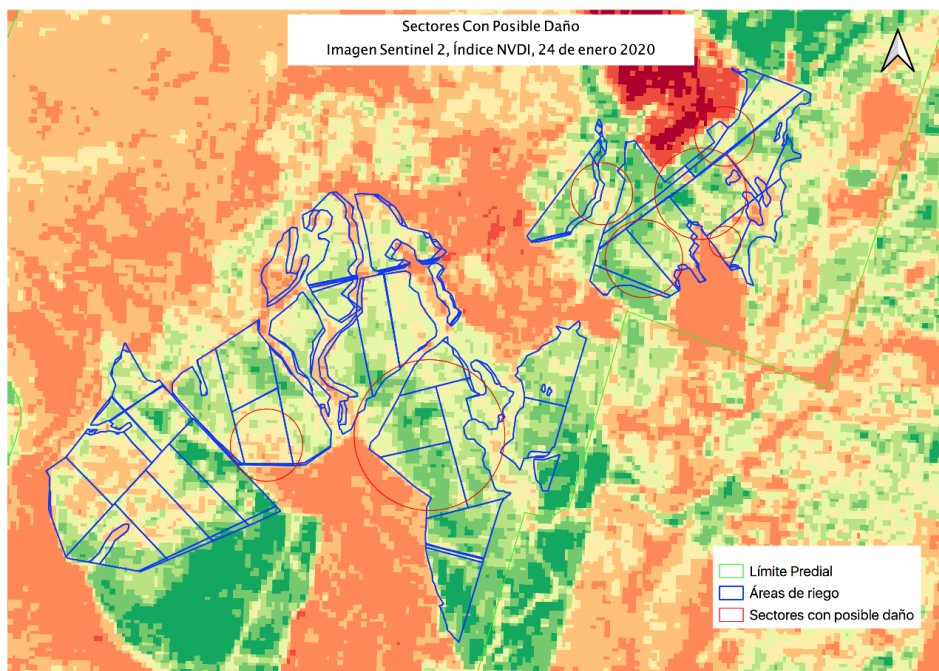 Sectores Con Posible Daño
Imagen Sentinel 2, Índice NVDI, 24 de enero 2020
Límite Predial
Áreas de riego
Sectores con posible daño